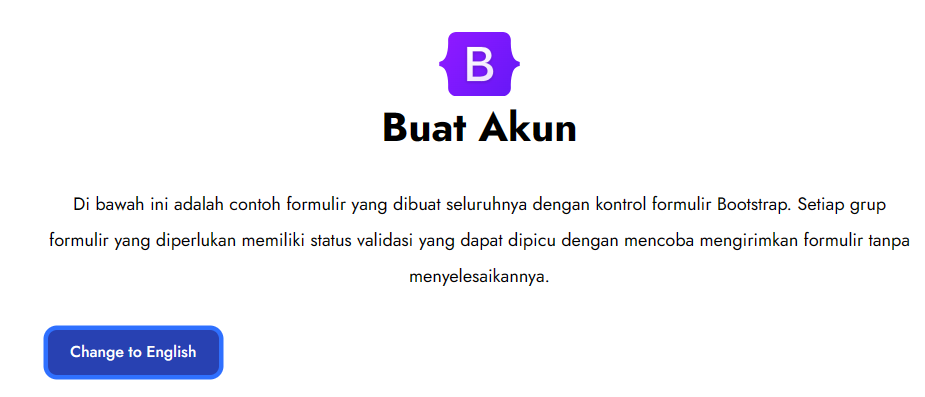 B
Buat Akun
Di bawah ini adalah contoh formulir yang dibuat seluruhnya dengan kontrol formulir Bootstrap. Setiap grup
formulir yang diperlukan memiliki status validasi yang dapat dipicu dengan mencoba mengirimkan formulir tanpa
menyelesaikannya.
Change to English